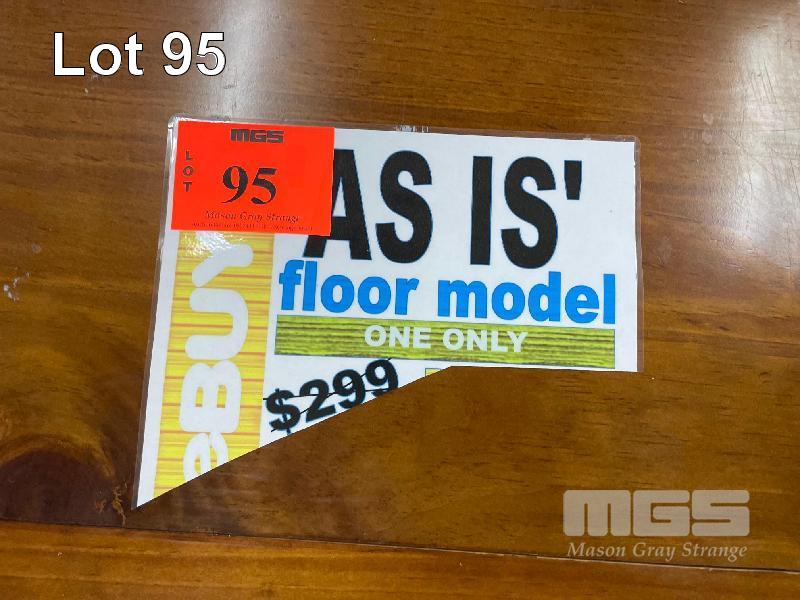 Lot 95
MGS
LOT
95
Mason Gray Strange
AS IS'
floor model
ONE ONLY
eBUY
$299
MGS
Mason Gray Strange